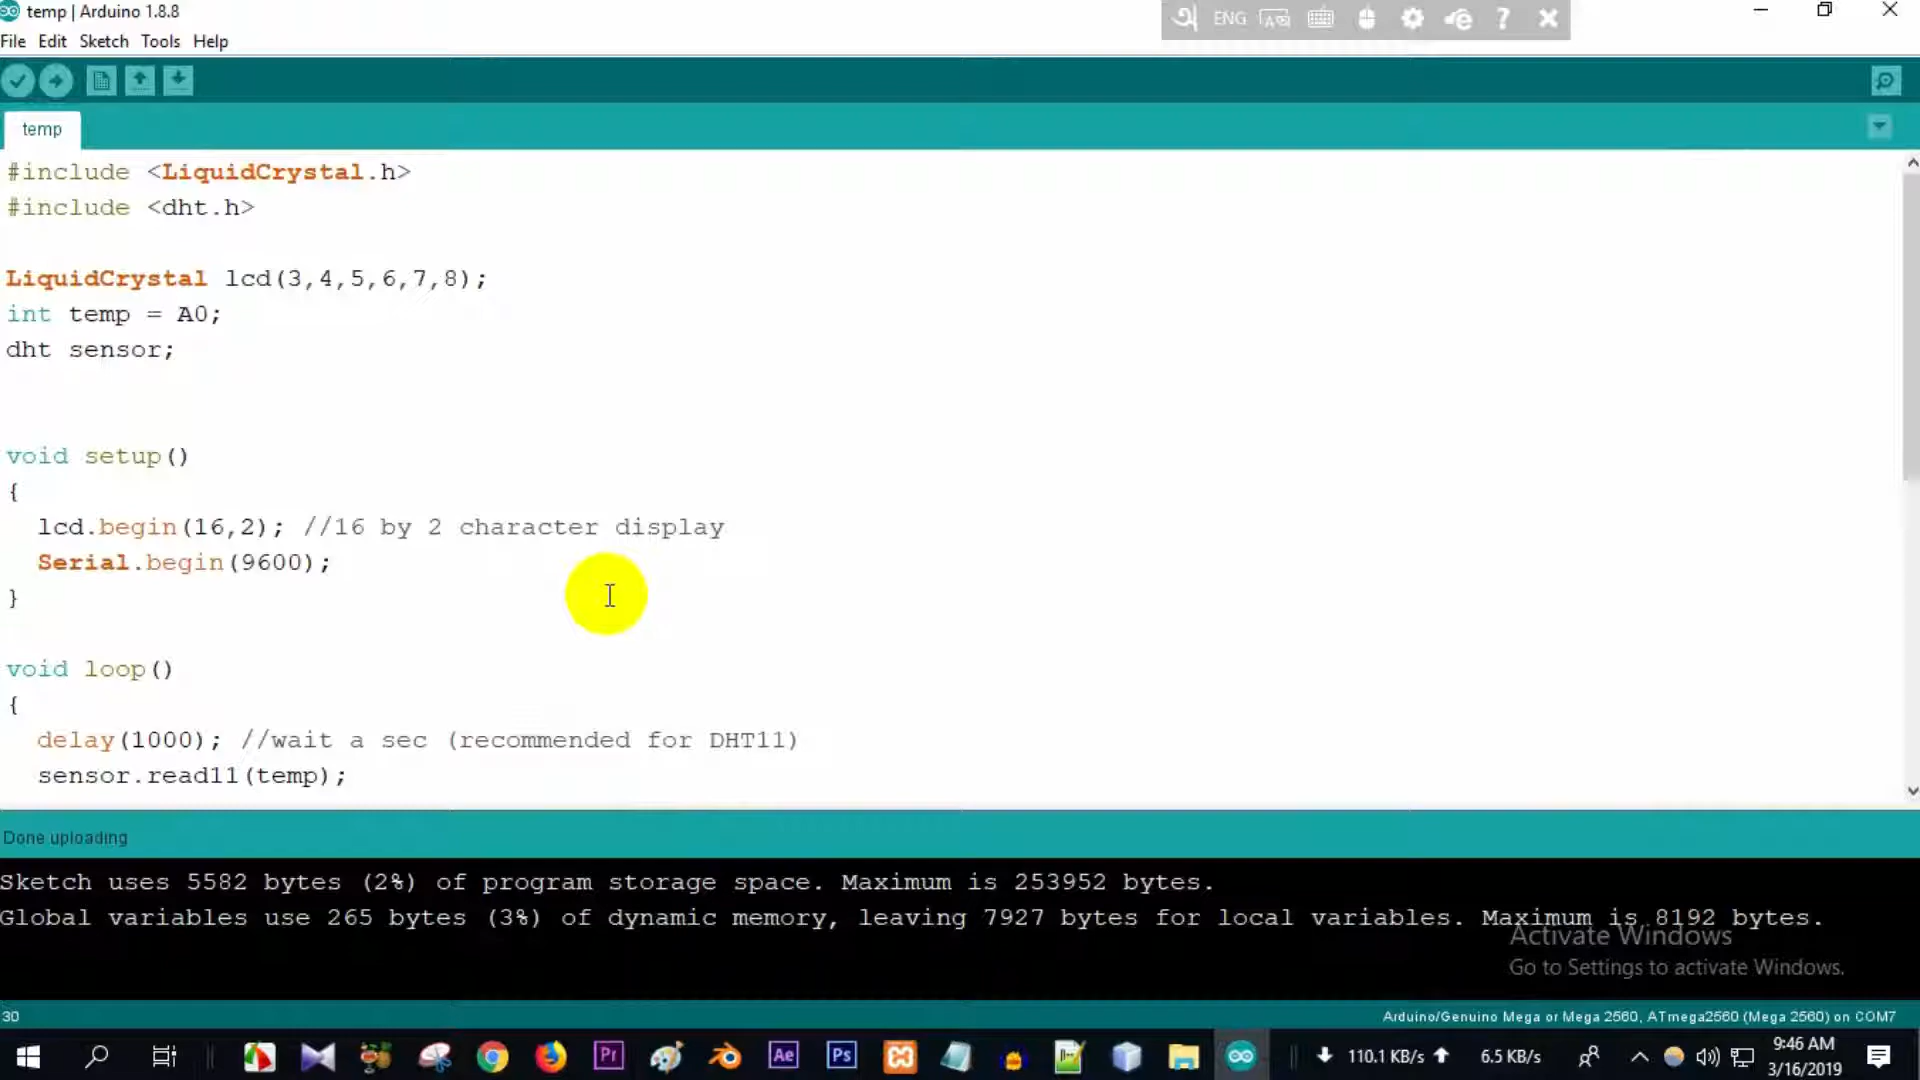 temp | Arduino 1.8.8
ENG
File Edit Sketch Tools Help
temp
#include <LiquidCrystal.h>
#include <dht.h>
LiquidCrystal lcd(3,4,5,6,7,8);
int temp = A0;
dht sensor;
void setup()
{
lcd.begin(16,2); //16 by 2 character display
Serial.begin(9600);
}
void loop()
{
delay(1000); //wait a sec (recommended for DHT11)
sensor.read11(temp);
Done uploading
Sketch uses 5582 bytes (2%) of program storage space. Maximum is 253952 bytes.
Global variables use 265 bytes (3%) of dynamic memory, leaving 7927 bytes for local variables. Maximum is 8192 bytes.
Activate Windows
Go to Settings to activate Windows.
30
Arduino/Genuino Mega or Mega 2560, ATmega2560 (Mega 2560) on COM7
Pr
Ae
Ps
110.1 KB/s
6.5 KB/s
9:46 AM
3/16/2019